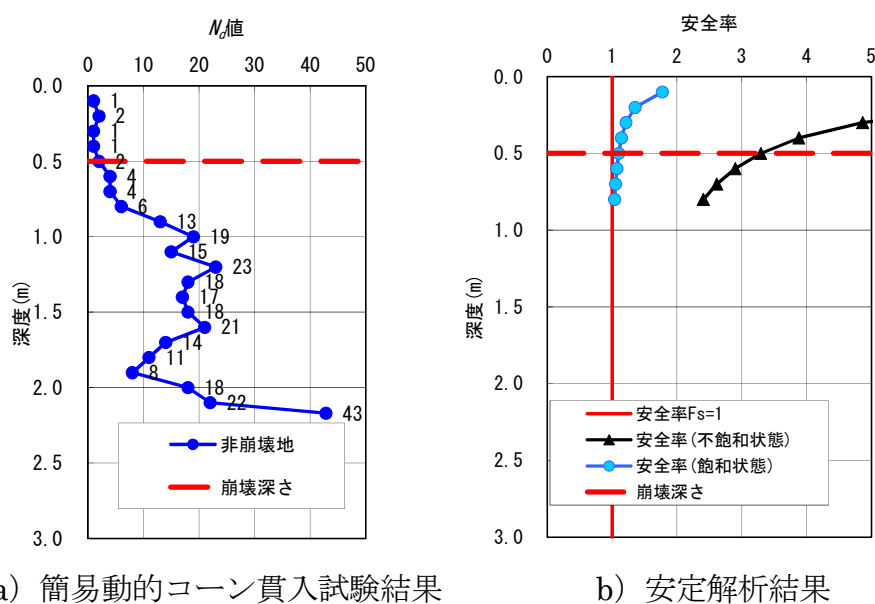 Nd値
0 10 20 30 40 50
0.0
0.5
1.0
1.5
2.0
2.5
3.0
深度(m)
1
2
1
1
2
4
4
6
13
19
15
23
18
17
18
21
14
11
8
18
22
43
非崩壊地
崩壊深さ
a) 簡易動的コーン貫入試験結果
安全率
0 1 2 3 4 5
0.0
0.5
1.0
1.5
2.0
2.5
3.0
深度(m)
安全率Fs=1
安全率(不飽和状態)
安全率(飽和状態)
崩壊深さ
b) 安定解析結果